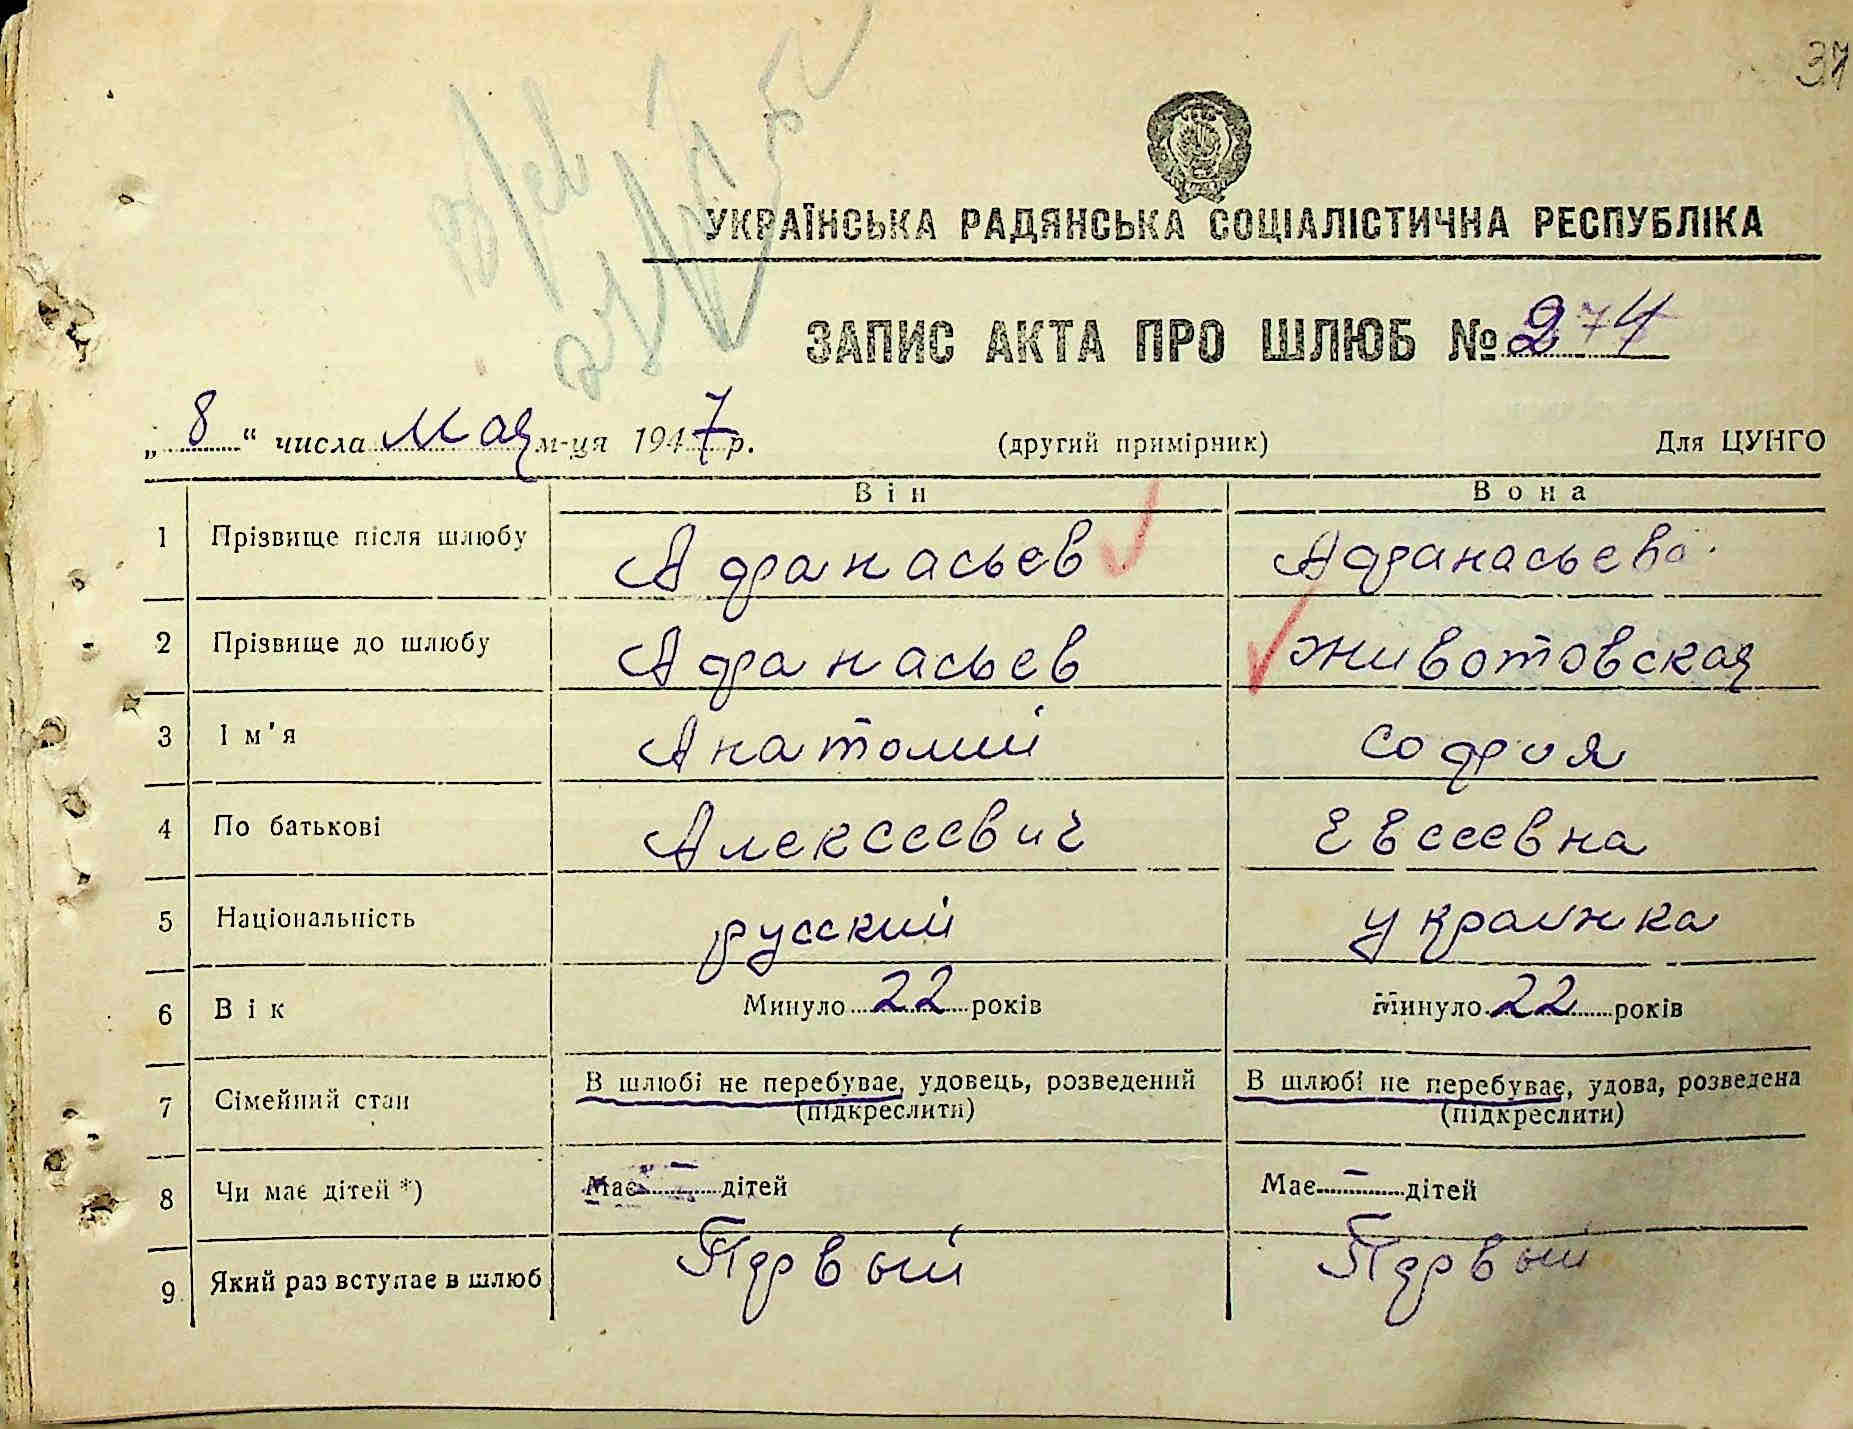 37
УКРАЇНСЬКА РАДЯНСЬКА СОЦІАЛІСТИЧНА РЕСПУБЛІКА
ЗАПИС АКТА ПРО ШЛЮБ № 274
„8“ числа Мая м-ця 1947 р. (другий примірник) Для ЦУНГО
Він Вона
1 Прізвище після шлюбу Афанасьев Афанасьева
2 Прізвище до шлюбу Афанасьев Животовская
3 Ім'я Анатолий София
4 По батькові Алексеевич Евсеевна
5 Національність русский украинка
6 Вік Минуло 22 років Минуло 22 років
7 Сімейний стан В шлюбі не перебуває, удовець, розведений (підкреслити) В шлюбі не перебуває, удова, розведена (підкреслити)
8 Чи має дітей *) Має — дітей Має — дітей
9 Який раз вступає в шлюб Первый Первый